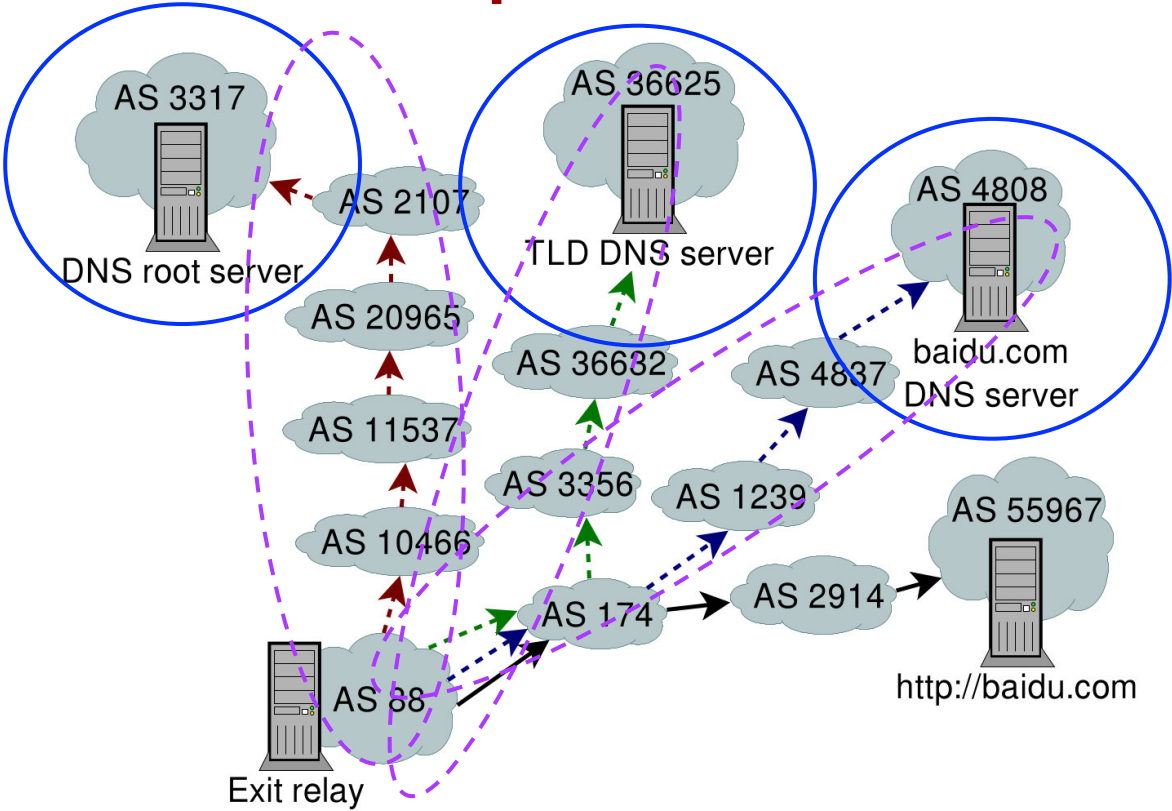 AS 3317
DNS root server
AS 2107
AS 20965
AS 11537
AS 10466
AS 88
Exit relay
AS 36625
TLD DNS server
AS 36632
AS 3356
AS 174
AS 4808
baidu.com
DNS server
AS 4837
AS 1239
AS 2914
AS 55967
http://baidu.com